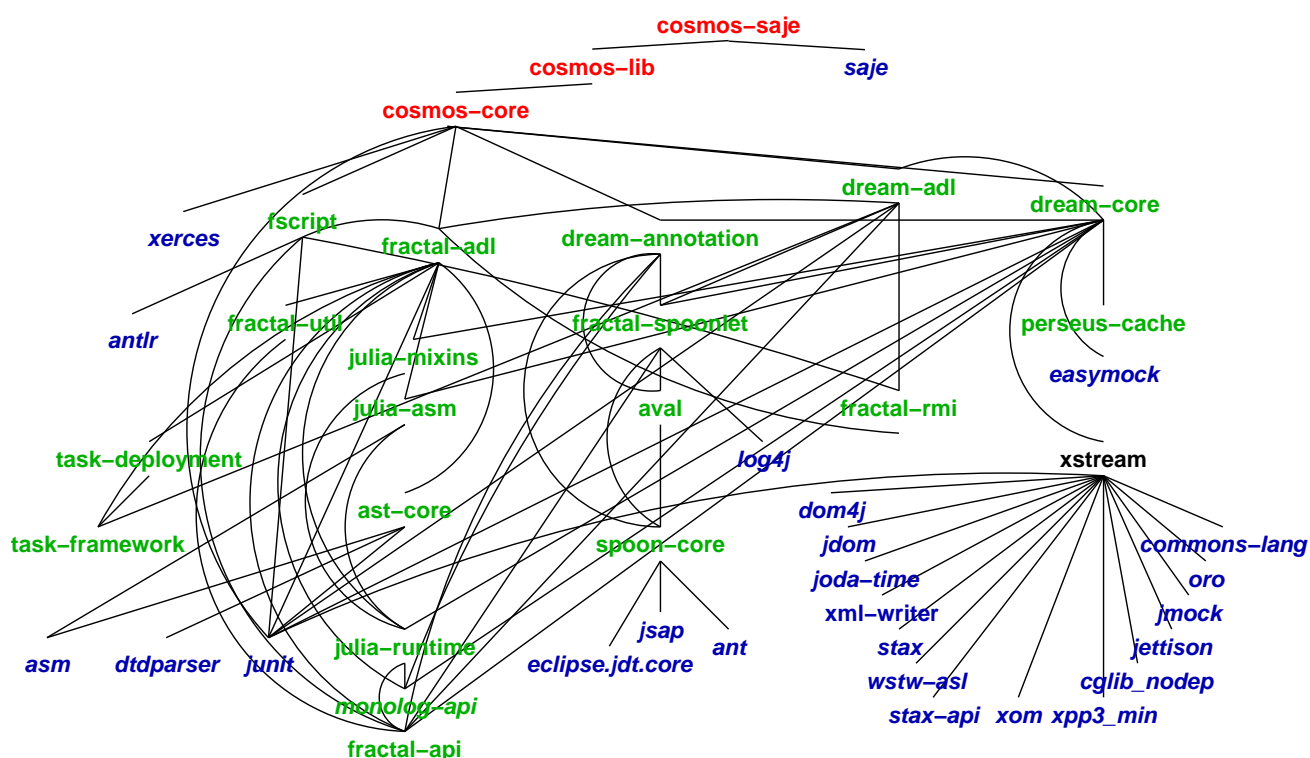 cosmos–saje
cosmos–lib
saje
cosmos–core
dream–adl
dream–core
fscript
xerces
fractal–adl
dream–annotation
fractal–util
fractal–spoonlet
perseus–cache
antlr
julia–mixins
easymock
julia–asm
aval
fractal–rmi
task–deployment
log4j
xstream
ast–core
dom4j
task–framework
spoon–core
jdom
commons–lang
joda–time
oro
xml–writer
jmock
jsap
julia–runtime
ant
stax
jettison
asm
dtdparser
junit
eclipse.jdt.core
wstw–asl
cglib_nodep
monolog–api
stax–api
xom
xpp3_min
fractal–api